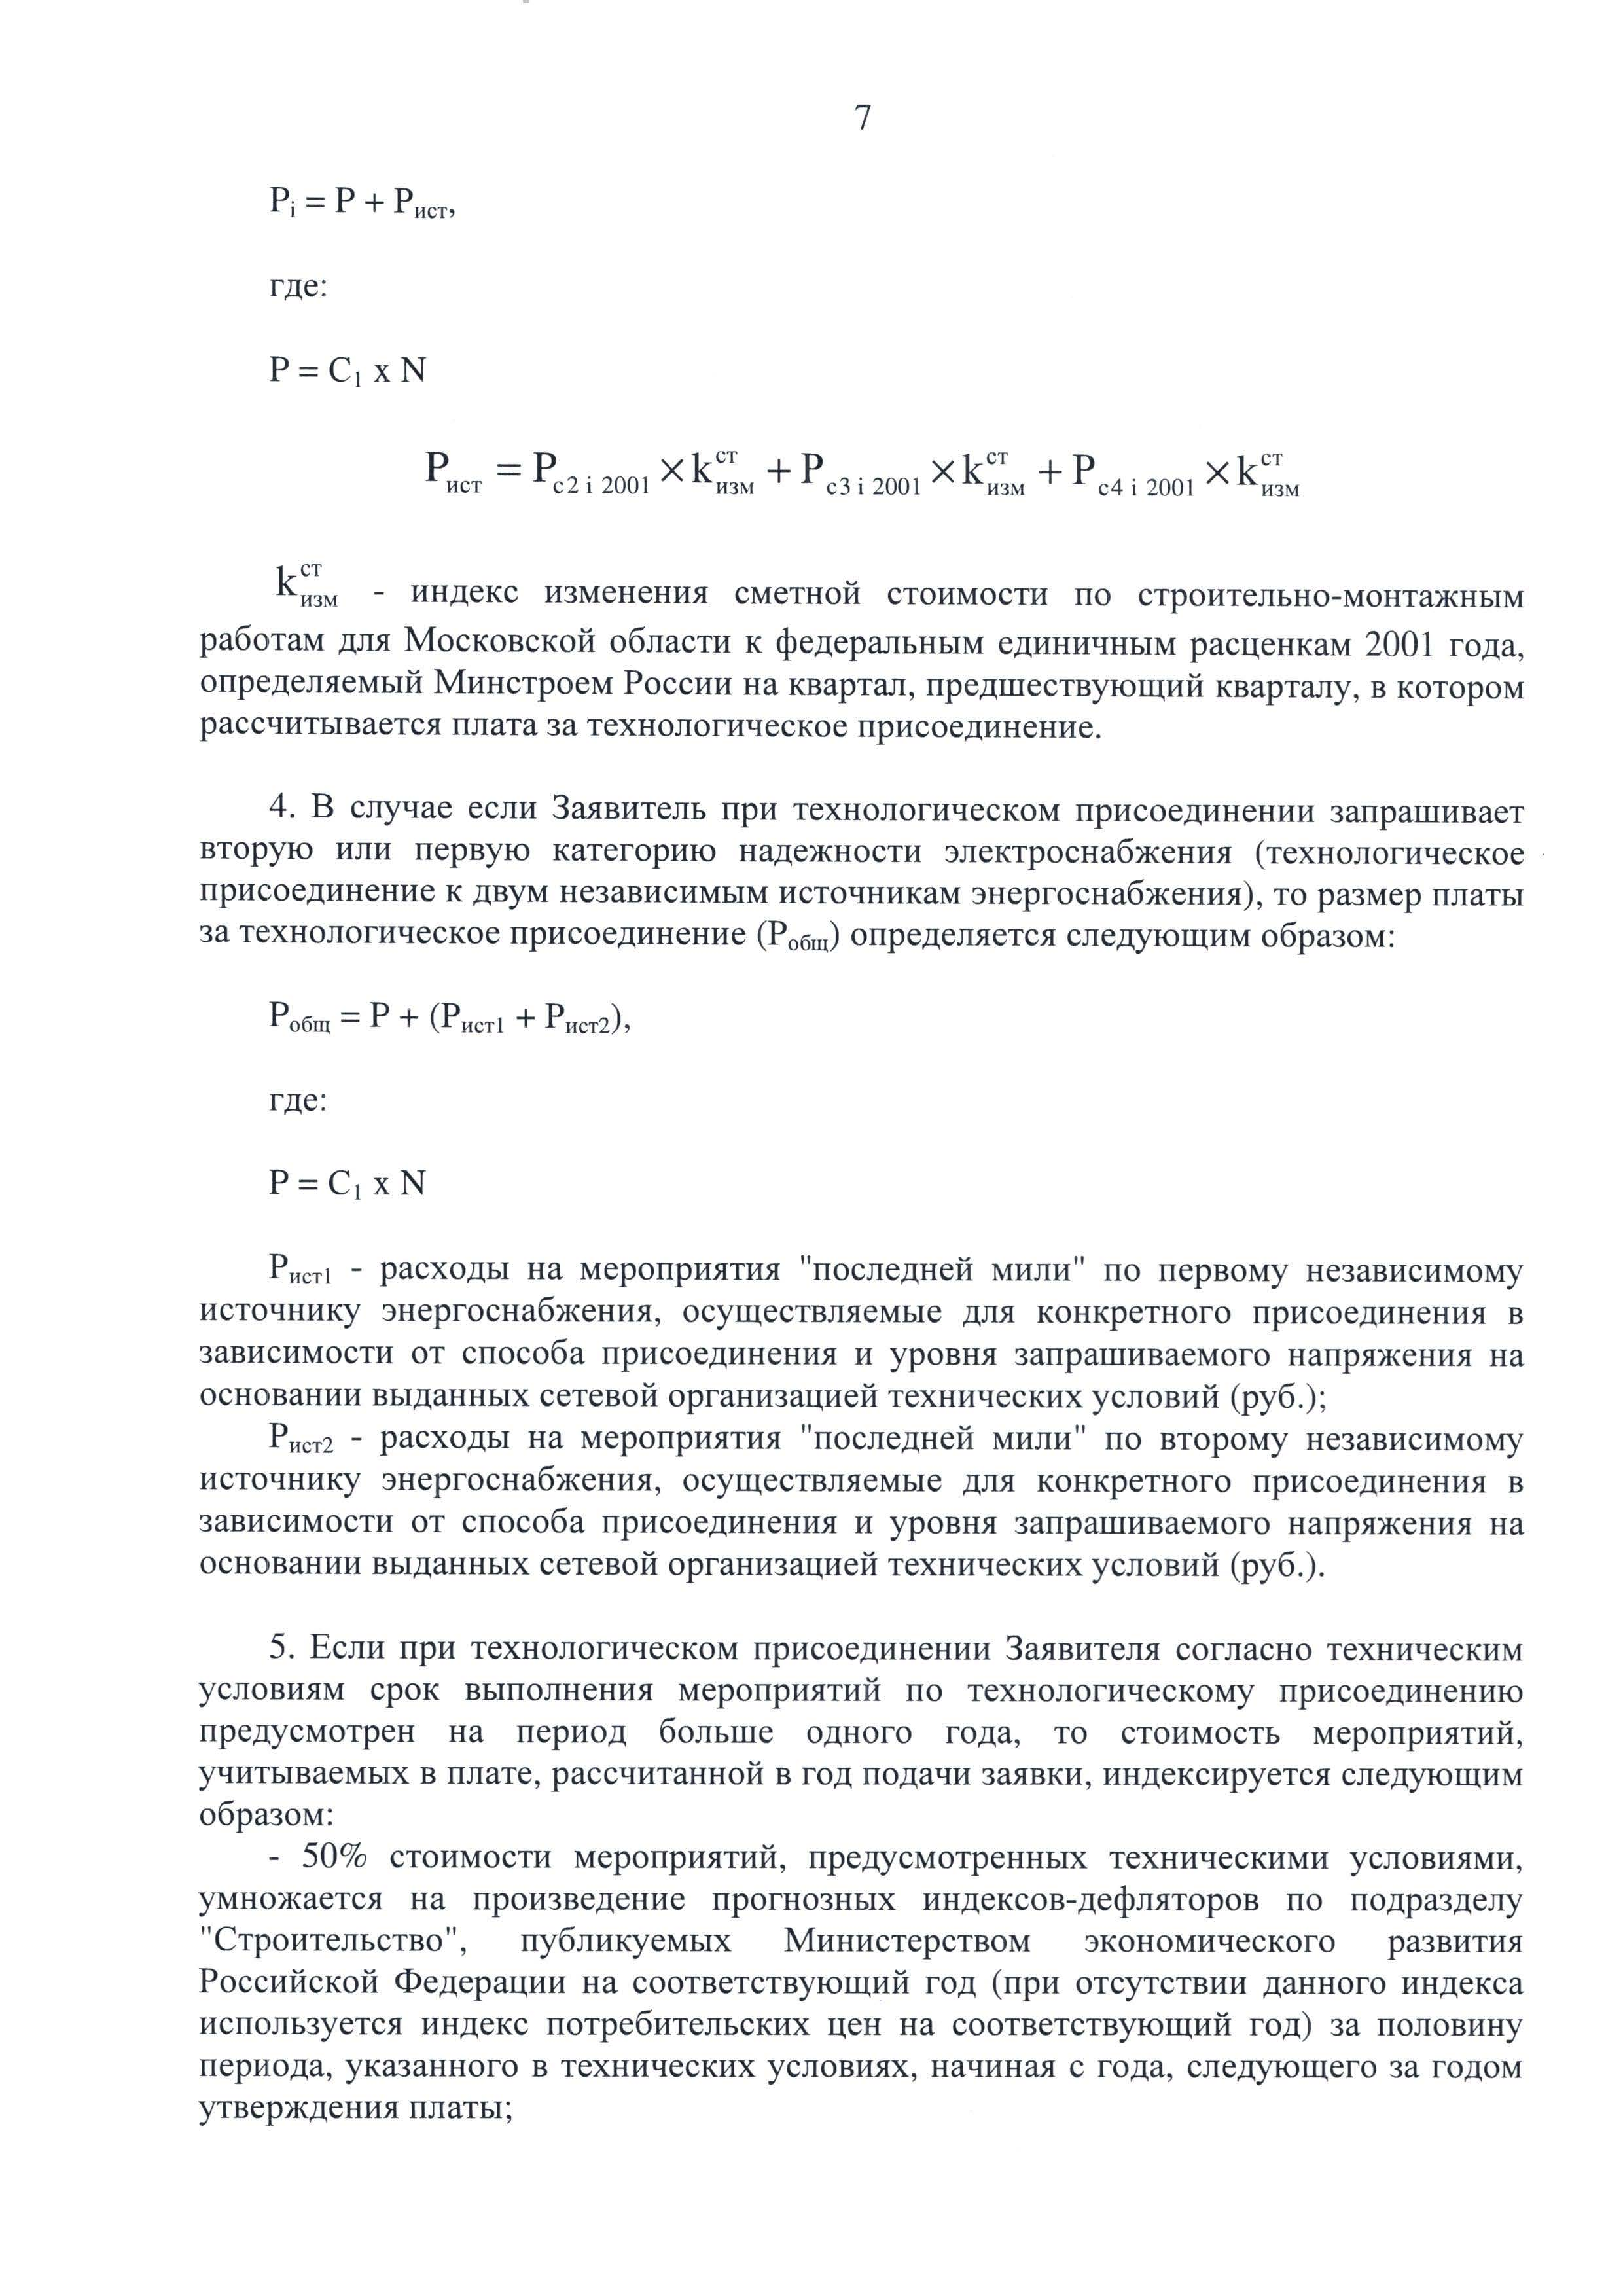 7
Pᵢ = P + Pист,
где:
P = C₁ x N
Pист = Pс2 i 2001 × kизм^ст + Pс3 i 2001 × kизм^ст + Pс4 i 2001 × kизм^ст
kизм^ст - индекс изменения сметной стоимости по строительно-монтажным
работам для Московской области к федеральным единичным расценкам 2001 года,
определяемый Минстроем России на квартал, предшествующий кварталу, в котором
рассчитывается плата за технологическое присоединение.
4. В случае если Заявитель при технологическом присоединении запрашивает
вторую или первую категорию надежности электроснабжения (технологическое
присоединение к двум независимым источникам энергоснабжения), то размер платы
за технологическое присоединение (Pобщ) определяется следующим образом:
Pобщ = P + (Pист1 + Pист2),
где:
P = C₁ x N
Pист1 - расходы на мероприятия "последней мили" по первому независимому
источнику энергоснабжения, осуществляемые для конкретного присоединения в
зависимости от способа присоединения и уровня запрашиваемого напряжения на
основании выданных сетевой организацией технических условий (руб.);
Pист2 - расходы на мероприятия "последней мили" по второму независимому
источнику энергоснабжения, осуществляемые для конкретного присоединения в
зависимости от способа присоединения и уровня запрашиваемого напряжения на
основании выданных сетевой организацией технических условий (руб.).
5. Если при технологическом присоединении Заявителя согласно техническим
условиям срок выполнения мероприятий по технологическому присоединению
предусмотрен на период больше одного года, то стоимость мероприятий,
учитываемых в плате, рассчитанной в год подачи заявки, индексируется следующим
образом:
- 50% стоимости мероприятий, предусмотренных техническими условиями,
умножается на произведение прогнозных индексов-дефляторов по подразделу
"Строительство", публикуемых Министерством экономического развития
Российской Федерации на соответствующий год (при отсутствии данного индекса
используется индекс потребительских цен на соответствующий год) за половину
периода, указанного в технических условиях, начиная с года, следующего за годом
утверждения платы;